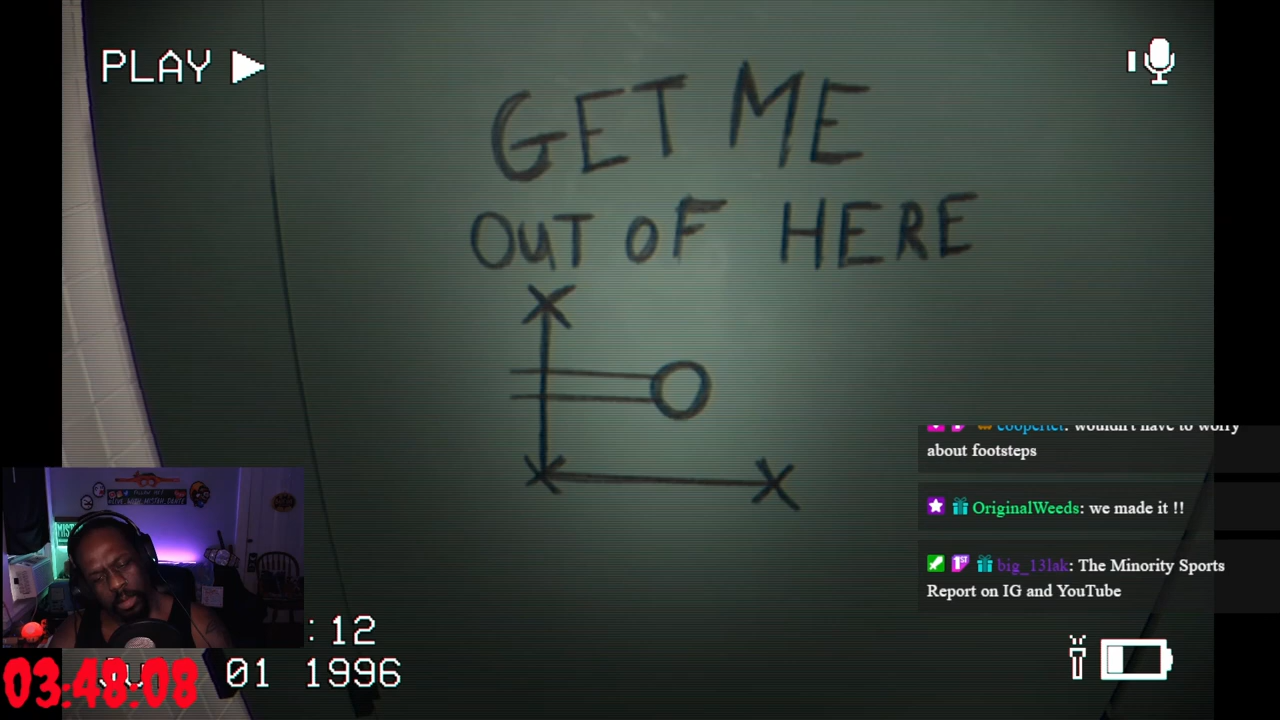 PLAY
GET ME
OUT OF HERE
coopertet: wouldn't have to worry
about footsteps
OriginalWeeds: we made it !!
big_13lak: The Minority Sports
Report on IG and YouTube
:12
01 1996
03:48:08